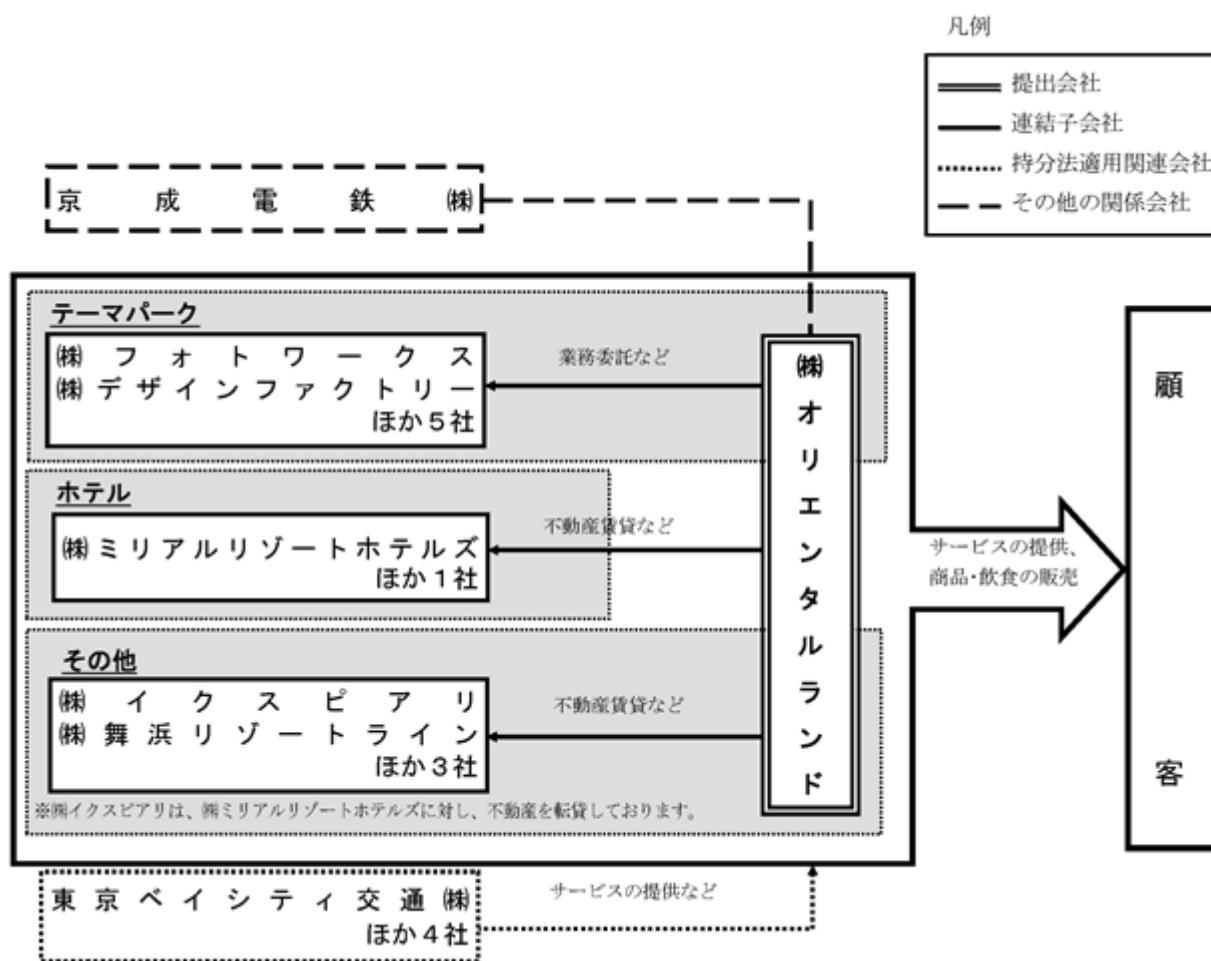 凡例
提出会社
連結子会社
持分法適用関連会社
その他の関係会社
京成電鉄㈱
テーマパーク
㈱フォトワークス
㈱デザインファクトリー
ほか5社
業務委託など
ホテル
㈱ミリアルリゾートホテルズ
ほか1社
不動産賃貸など
その他
㈱イクスピアリ
㈱舞浜リゾートライン
ほか3社
不動産賃貸など
※㈱イクスピアリは、㈱ミリアルリゾートホテルズに対し、不動産を転貸しております。
㈱オリエンタルランド
サービスの提供、
商品・飲食の販売
顧客
東京ベイシティ交通㈱
ほか4社
サービスの提供など